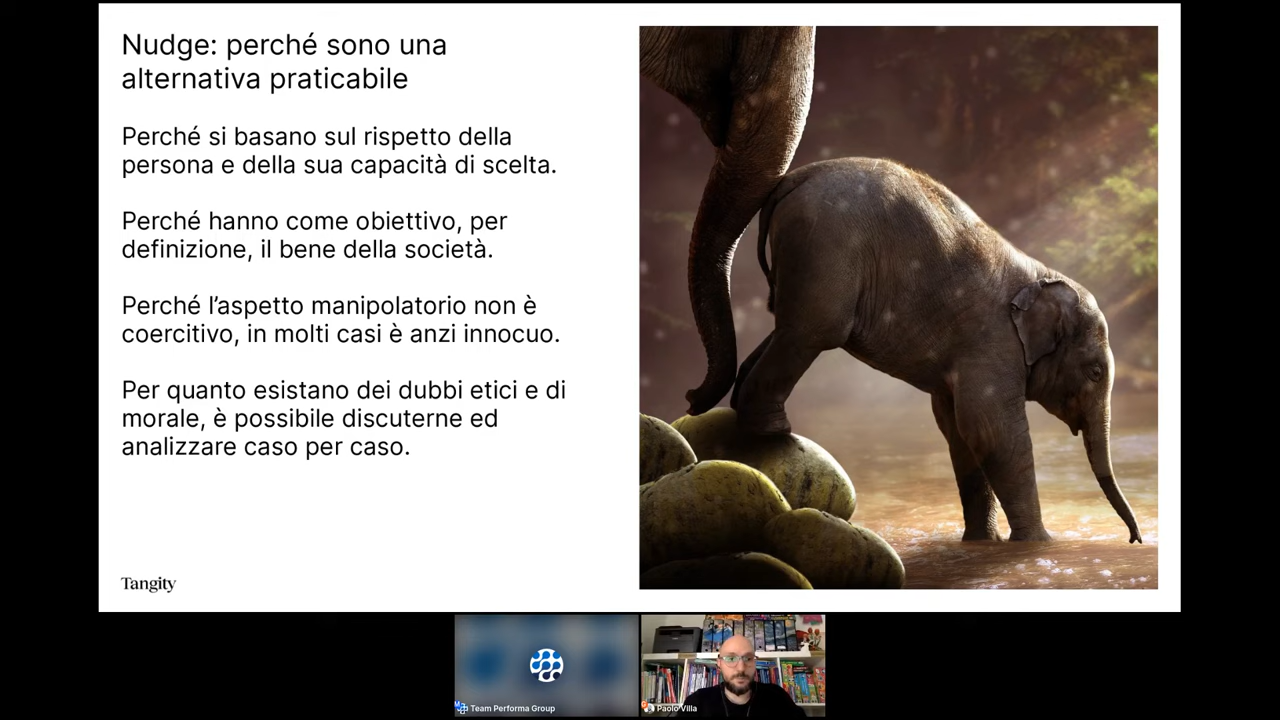 Nudge: perché sono una
alternativa praticabile
Perché si basano sul rispetto della
persona e della sua capacità di scelta.
Perché hanno come obiettivo, per
definizione, il bene della società.
Perché l’aspetto manipolatorio non è
coercitivo, in molti casi è anzi innocuo.
Per quanto esistano dei dubbi etici e di
morale, è possibile discuterne ed
analizzare caso per caso.
Tangity
Team Performa Group
Paolo Villa